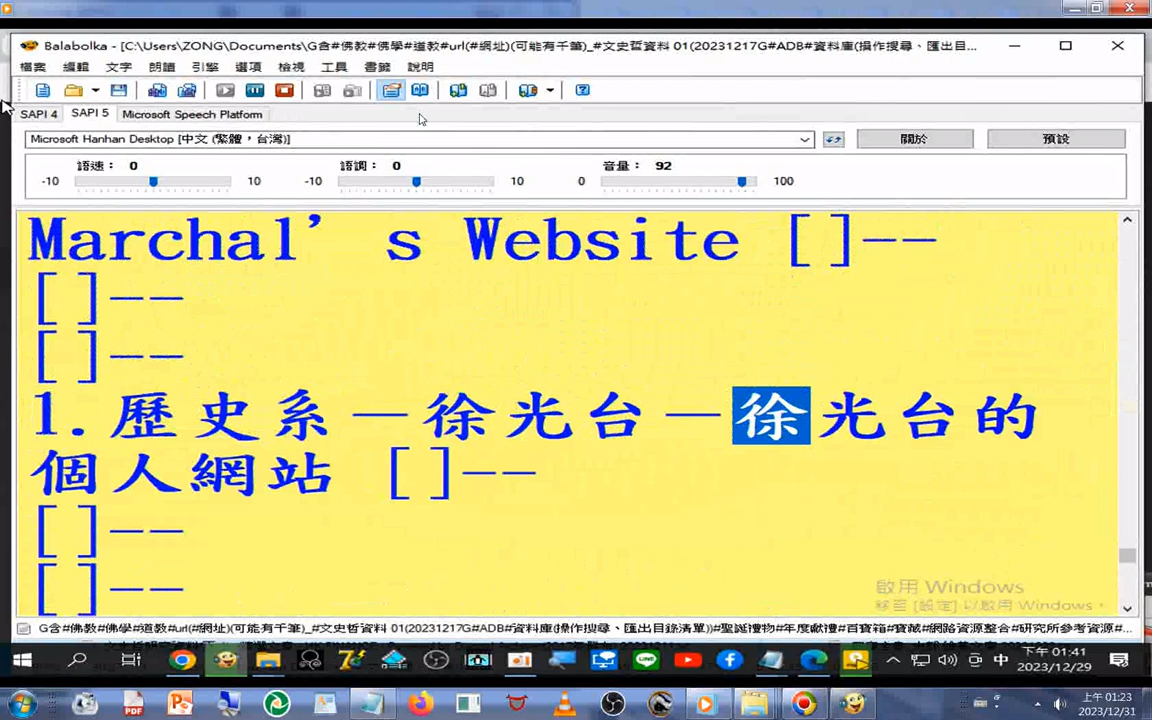 Balabolka - [C:\Users\ZONG\Documents\G含#佛教#佛學#道教#url(#網址)(可能有千筆)_#文史哲資料 01(20231217G#ADB#資料庫(操作搜尋、匯出目...
檔案 編輯 文字 朗讀 引擎 選項 檢視 工具 書籤 說明
SAPI 4 SAPI 5 Microsoft Speech Platform
Microsoft Hanhan Desktop [中文 (繁體，台灣)] 關於 預設
語速： 0 語調： 0 音量： 92
-10 10 -10 10 0 100
Marchal’s Website []--
[]--
[]--
1.歷史系—徐光台—徐光台的
個人網站 []--
[]--
[]--
啟用 Windows
移至 [設定] 以啟用 Windows。
G含#佛教#佛學#道教#url(#網址)(可能有千筆)_#文史哲資料 01(20231217G#ADB#資料庫(操作搜尋、匯出目錄清單))#聖誕禮物#年度獻禮#百寶箱#寶藏#網路資源整合#研究所參考資源#...
中 下午 01:41
2023/12/29
上午 01:23
2023/12/31